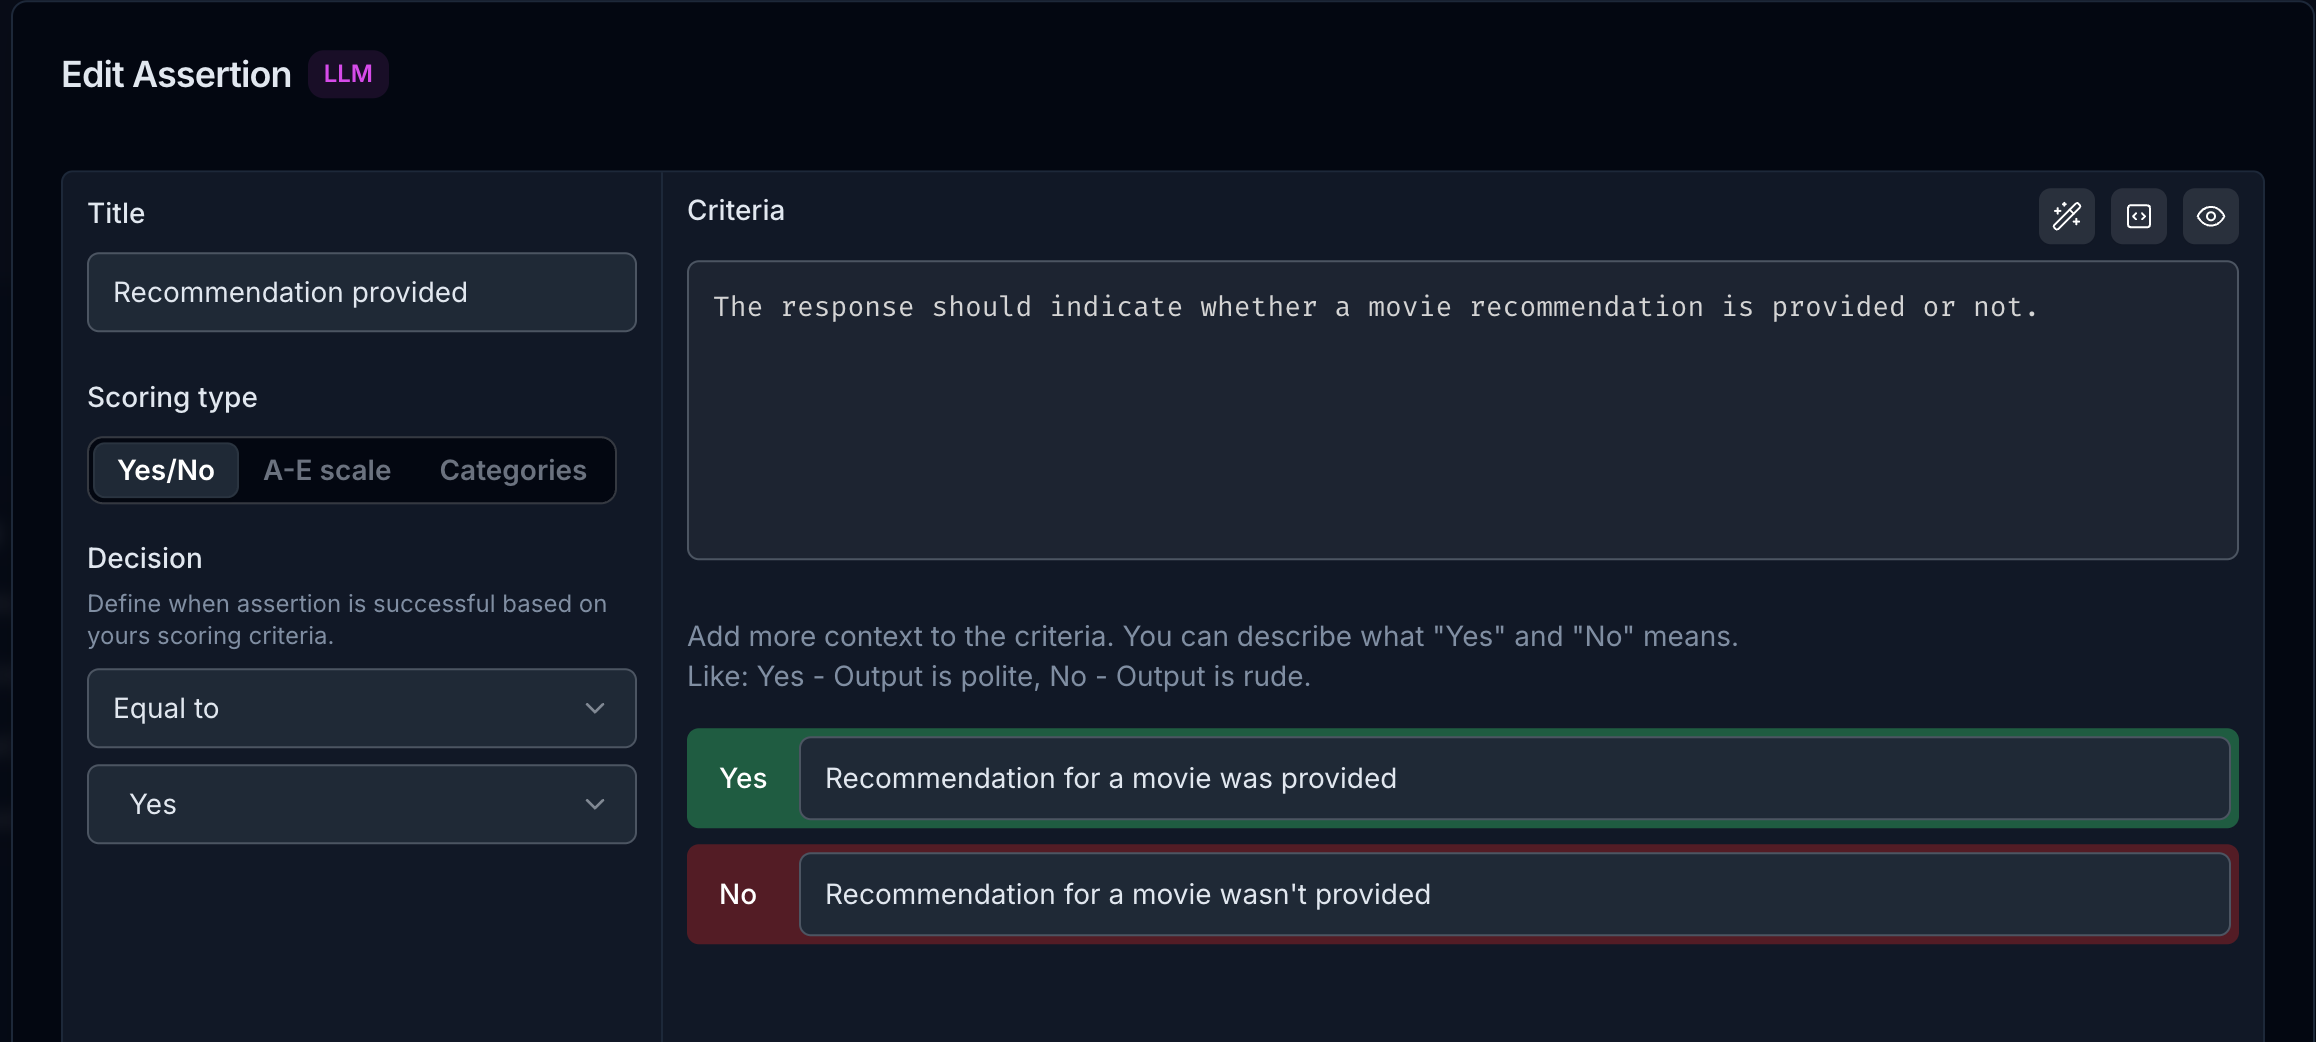 Edit Assertion LLM
Title
Recommendation provided
Scoring type
Yes/No A-E scale Categories
Decision
Define when assertion is successful based on
yours scoring criteria.
Equal to
Yes
Criteria
The response should indicate whether a movie recommendation is provided or not.
Add more context to the criteria. You can describe what "Yes" and "No" means.
Like: Yes - Output is polite, No - Output is rude.
Yes Recommendation for a movie was provided
No Recommendation for a movie wasn't provided